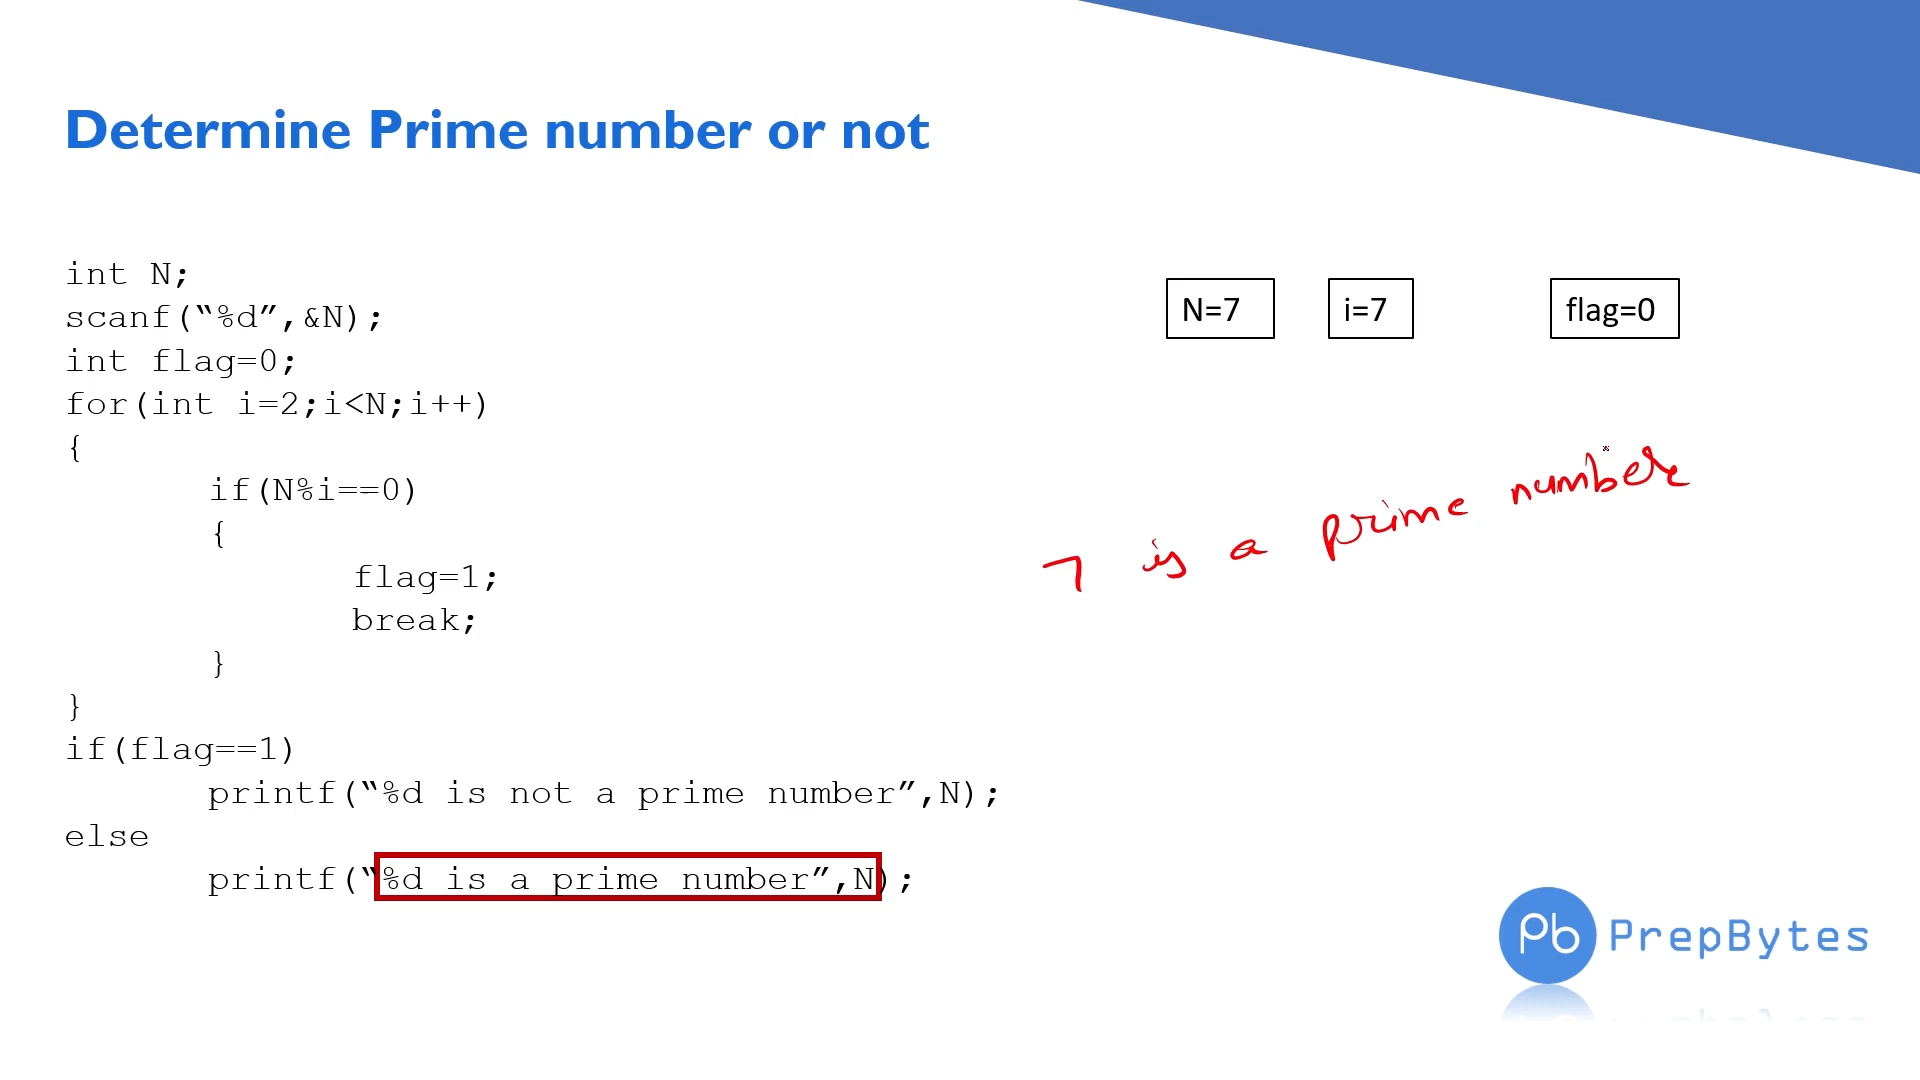 Determine Prime number or not
int N;
scanf(“%d”,&N);
int flag=0;
for(int i=2;i<N;i++)
{
if(N%i==0)
{
flag=1;
break;
}
}
if(flag==1)
printf(“%d is not a prime number”,N);
else
printf(“%d is a prime number”,N);
N=7
i=7
flag=0
7 is a prime number
Pb PrepBytes